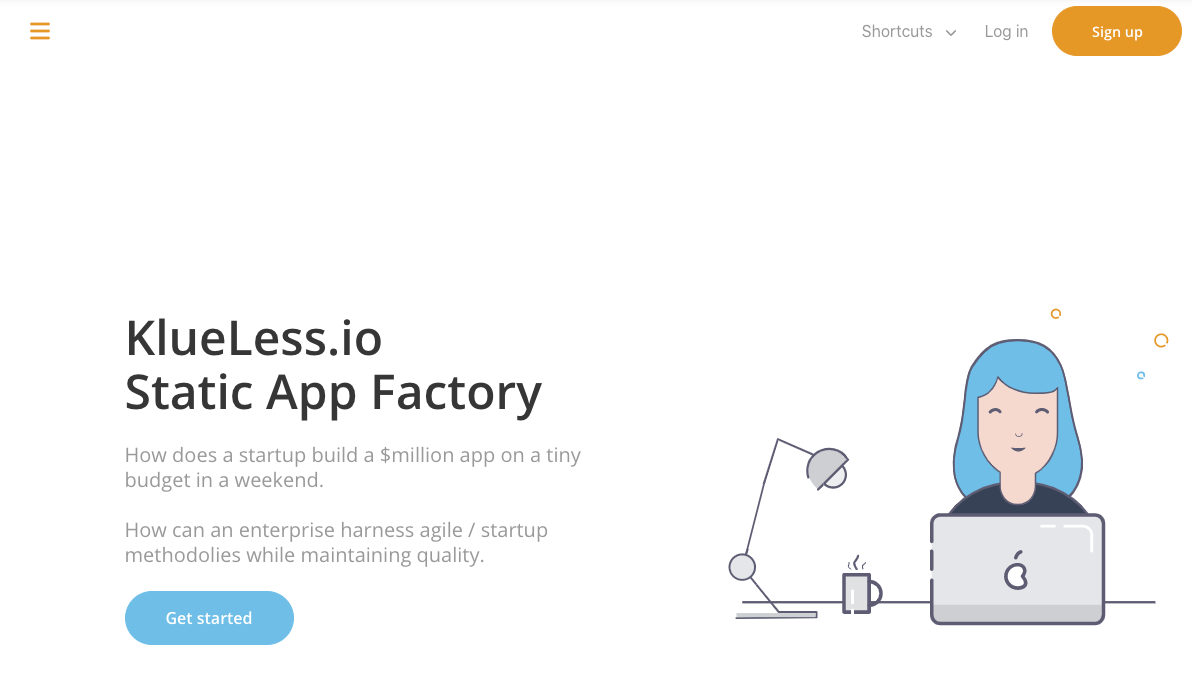 Shortcuts
Log in
Sign up
KlueLess.io
Static App Factory
How does a startup build a $million app on a tiny
budget in a weekend.
How can an enterprise harness agile / startup
methodolies while maintaining quality.
Get started